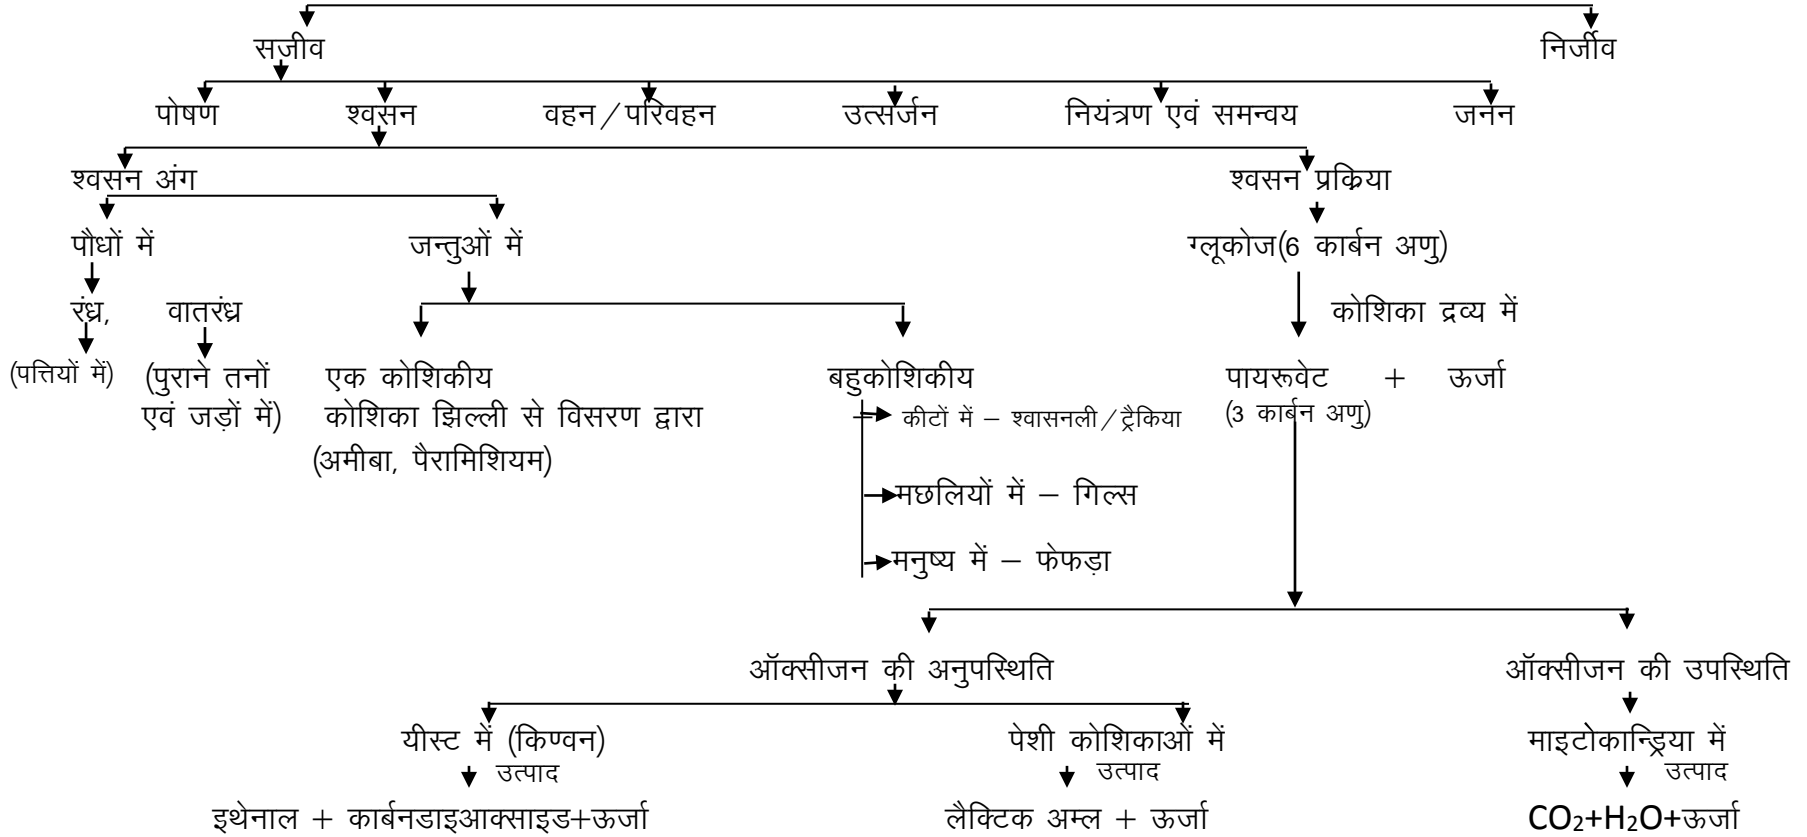 सजीव निर्जीव
पोषण श्वसन वहन/परिवहन उत्सर्जन नियंत्रण एवं समन्वय जनन
श्वसन अंग श्वसन प्रक्रिया
पौधों में जन्तुओं में ग्लूकोज(6 कार्बन अणु)
रंध्र, वातरंध्र कोशिका द्रव्य में
(पत्तियों में) (पुराने तनों एक कोशिकीय बहुकोशिकीय पायरूवेट + ऊर्जा
एवं जड़ों में) कोशिका झिल्ली से विसरण द्वारा कीटों में – श्वासनली/ट्रैकिया (3 कार्बन अणु)
(अमीबा, पैरामिशियम)
मछलियों में – गिल्स
मनुष्य में – फेफड़ा
ऑक्सीजन की अनुपस्थिति ऑक्सीजन की उपस्थिति
यीस्ट में (किण्वन) पेशी कोशिकाओं में माइटोकान्ड्रिया में
उत्पाद उत्पाद उत्पाद
इथेनाल + कार्बनडाइआक्साइड+ऊर्जा लैक्टिक अम्ल + ऊर्जा CO₂+H₂O+ऊर्जा